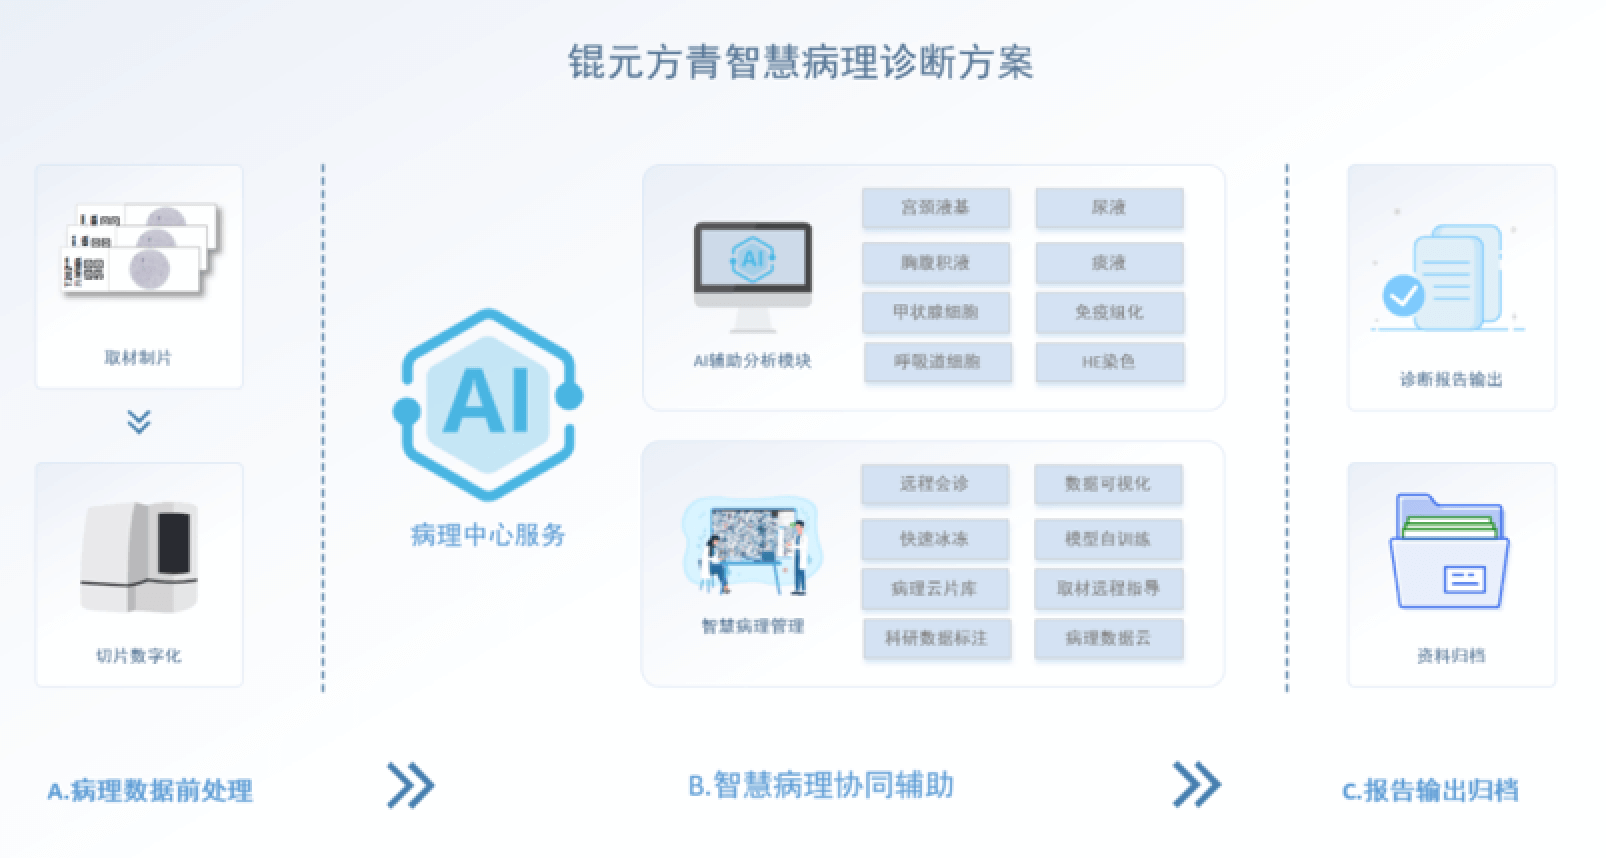 锟元方青智慧病理诊断方案
取材制片
切片数字化
AI
病理中心服务
AI
AI辅助分析模块
宫颈液基
尿液
胸腹积液
痰液
甲状腺细胞
免疫组化
呼吸道细胞
HE染色
智慧病理管理
远程会诊
数据可视化
快速冰冻
模型自训练
病理云片库
取材远程指导
科研数据标注
病理数据云
诊断报告输出
资料归档
A.病理数据前处理
B.智慧病理协同辅助
C.报告输出归档